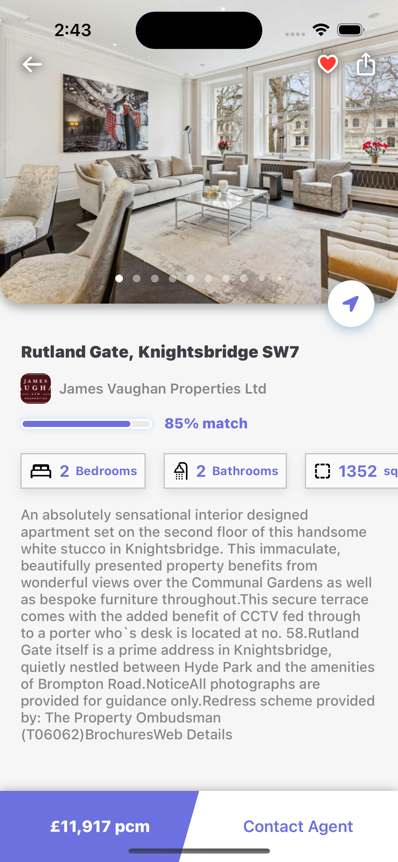 2:43
Rutland Gate, Knightsbridge SW7
JAMES
James Vaughan Properties Ltd
85% match
2 Bedrooms
2 Bathrooms
1352 sq
An absolutely sensational interior designed
apartment set on the second floor of this handsome
white stucco in Knightsbridge. This immaculate,
beautifully presented property benefits from
wonderful views over the Communal Gardens as well
as bespoke furniture throughout.This secure terrace
comes with the added benefit of CCTV fed through
to a porter who`s desk is located at no. 58.Rutland
Gate itself is a prime address in Knightsbridge,
quietly nestled between Hyde Park and the amenities
of Brompton Road.NoticeAll photographs are
provided for guidance only.Redress scheme provided
by: The Property Ombudsman
(T06062)BrochuresWeb Details
£11,917 pcm
Contact Agent